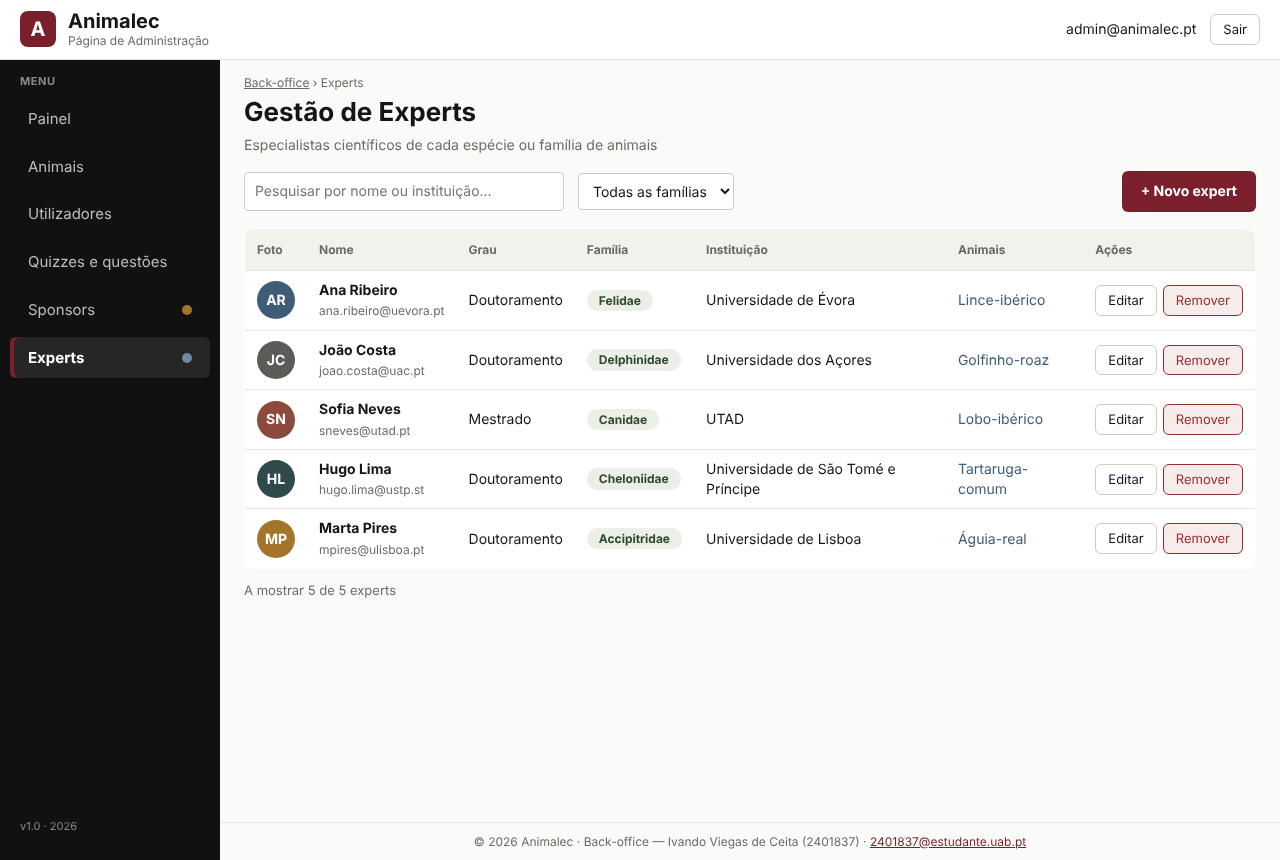 A
Animalec
Página de Administração
admin@animalec.pt
Sair
MENU
Painel
Animais
Utilizadores
Quizzes e questões
Sponsors
Experts
v1.0 · 2026
Back-office › Experts
Gestão de Experts
Especialistas científicos de cada espécie ou família de animais
Pesquisar por nome ou instituição...
Todas as famílias
+ Novo expert
Foto Nome Grau Família Instituição Animais Ações
AR Ana Ribeiro Doutoramento Felidae Universidade de Évora Lince-ibérico Editar Remover
ana.ribeiro@uevora.pt
JC João Costa Doutoramento Delphinidae Universidade dos Açores Golfinho-roaz Editar Remover
joao.costa@uac.pt
SN Sofia Neves Mestrado Canidae UTAD Lobo-ibérico Editar Remover
sneves@utad.pt
HL Hugo Lima Doutoramento Cheloniidae Universidade de São Tomé e Tartaruga- Editar Remover
hugo.lima@ustp.st Príncipe comum
MP Marta Pires Doutoramento Accipitridae Universidade de Lisboa Águia-real Editar Remover
mpires@ulisboa.pt
A mostrar 5 de 5 experts
© 2026 Animalec · Back-office — Ivando Viegas de Ceita (2401837) · 2401837@estudante.uab.pt